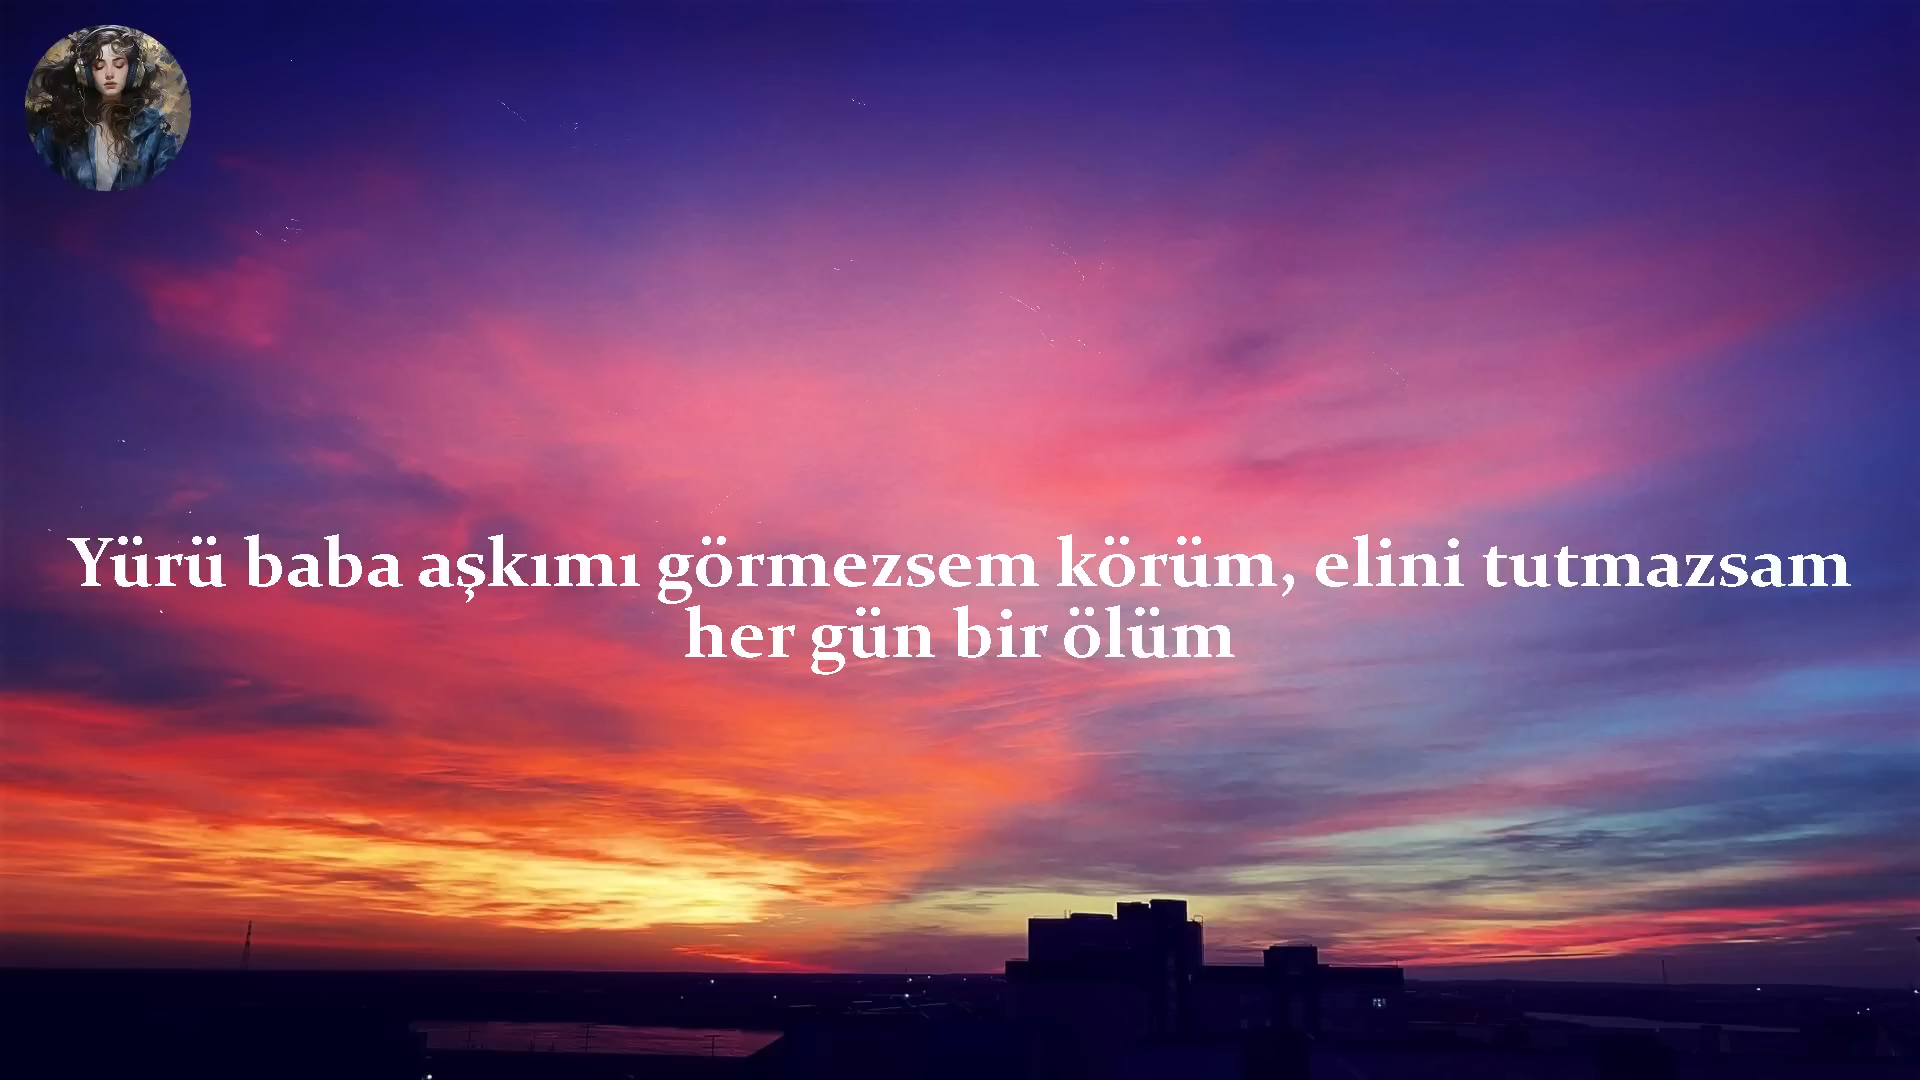 Yürü baba aşkımı görmezsem körüm, elini tutmazsam
her gün bir ölüm